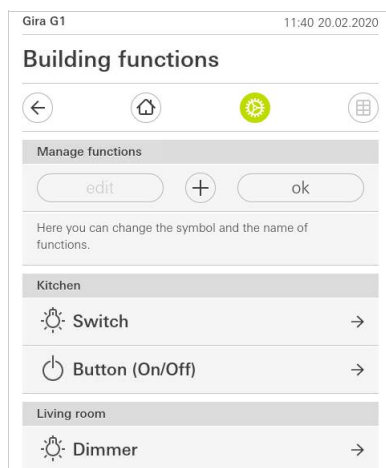 Gira G1 11:40 20.02.2020
Building functions
Manage functions
edit ok
Here you can change the symbol and the name of
functions.
Kitchen
Switch
Button (On/Off)
Living room
Dimmer